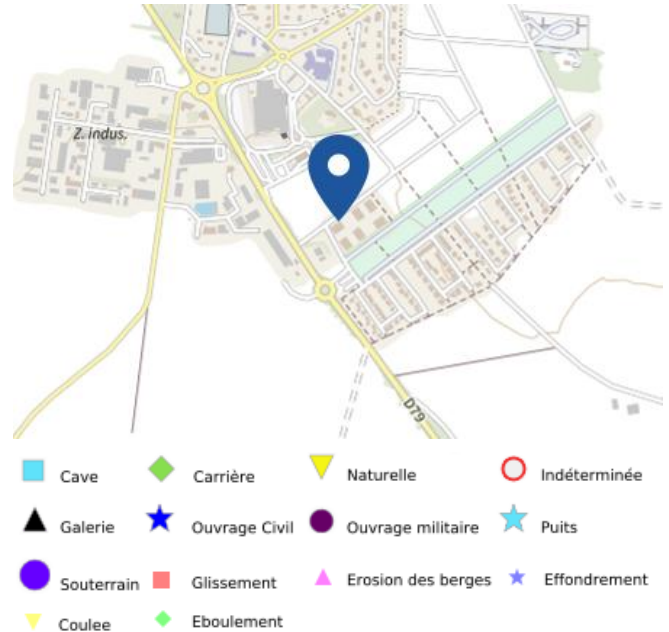 Z. indus.
D79
Cave
Carrière
Naturelle
Indéterminée
Galerie
Ouvrage Civil
Ouvrage militaire
Puits
Souterrain
Glissement
Erosion des berges
Effondrement
Coulee
Eboulement